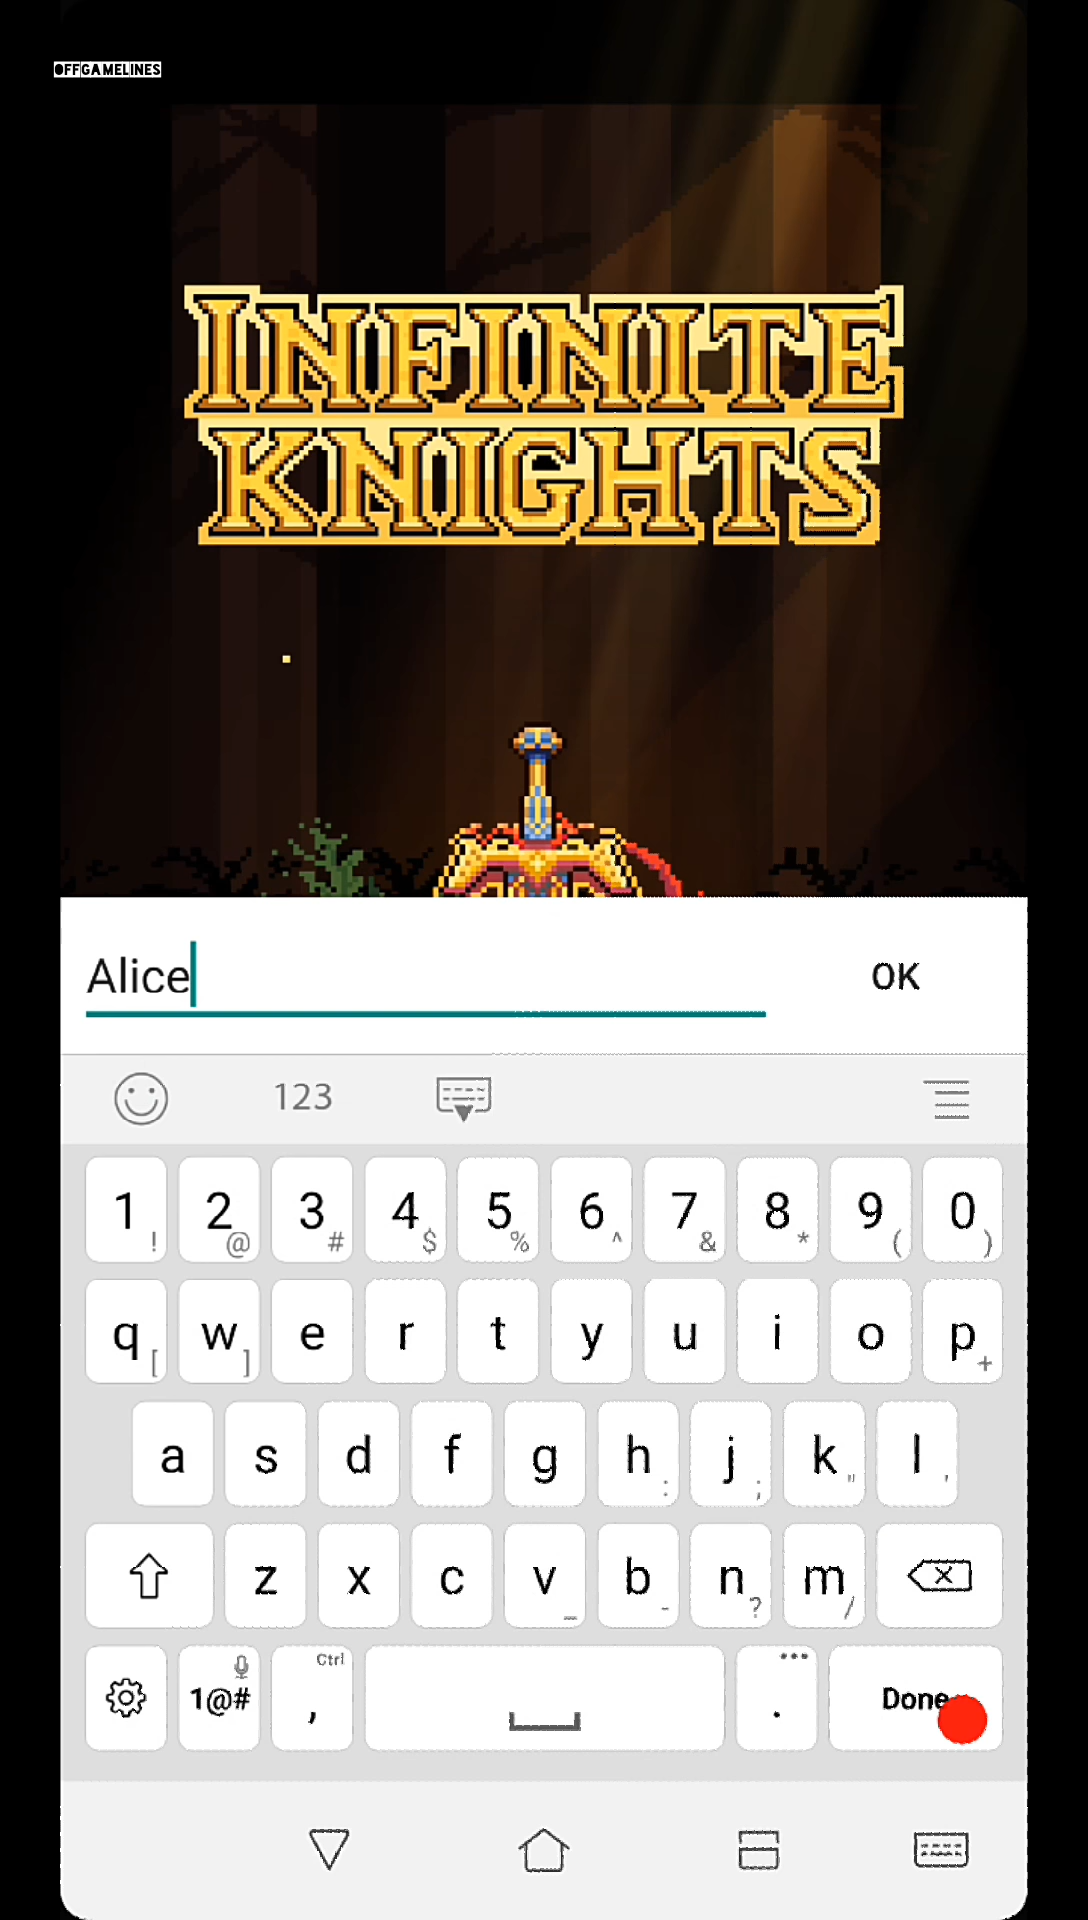 OFFGAMELINES
INFINITE
KNIGHTS
Alice
OK
123
1 ! 2 @ 3 # 4 $ 5 % 6 ^ 7 & 8 * 9 ( 0 )
q [ w ] e r t y u i o p +
a s d f g h : j ; k " l '
z x c v _ b - n ? m /
1@# Ctrl , . ••• Done